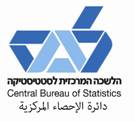 הלשכה המרכזית לסטטיסטיקה
Central Bureau of Statistics
دائرة الإحصاء المركزية